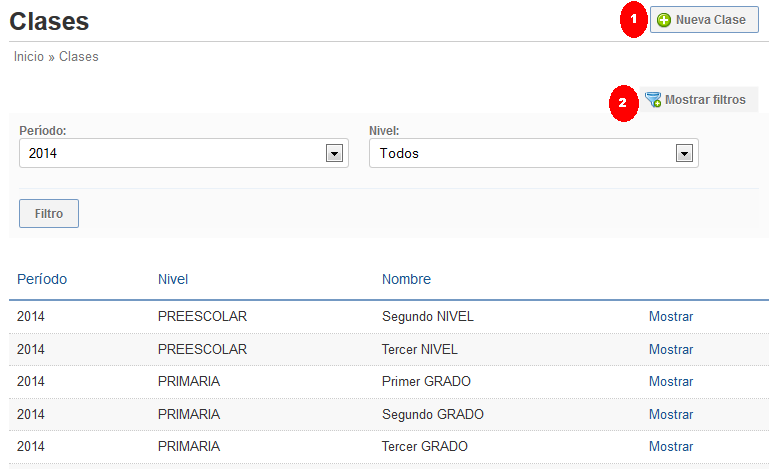 Clases
1 Nueva Clase
Inicio » Clases
2 Mostrar filtros
Período: Nivel:
2014 Todos
Filtro
Período Nivel Nombre
2014 PREESCOLAR Segundo NIVEL Mostrar
2014 PREESCOLAR Tercer NIVEL Mostrar
2014 PRIMARIA Primer GRADO Mostrar
2014 PRIMARIA Segundo GRADO Mostrar
2014 PRIMARIA Tercer GRADO Mostrar